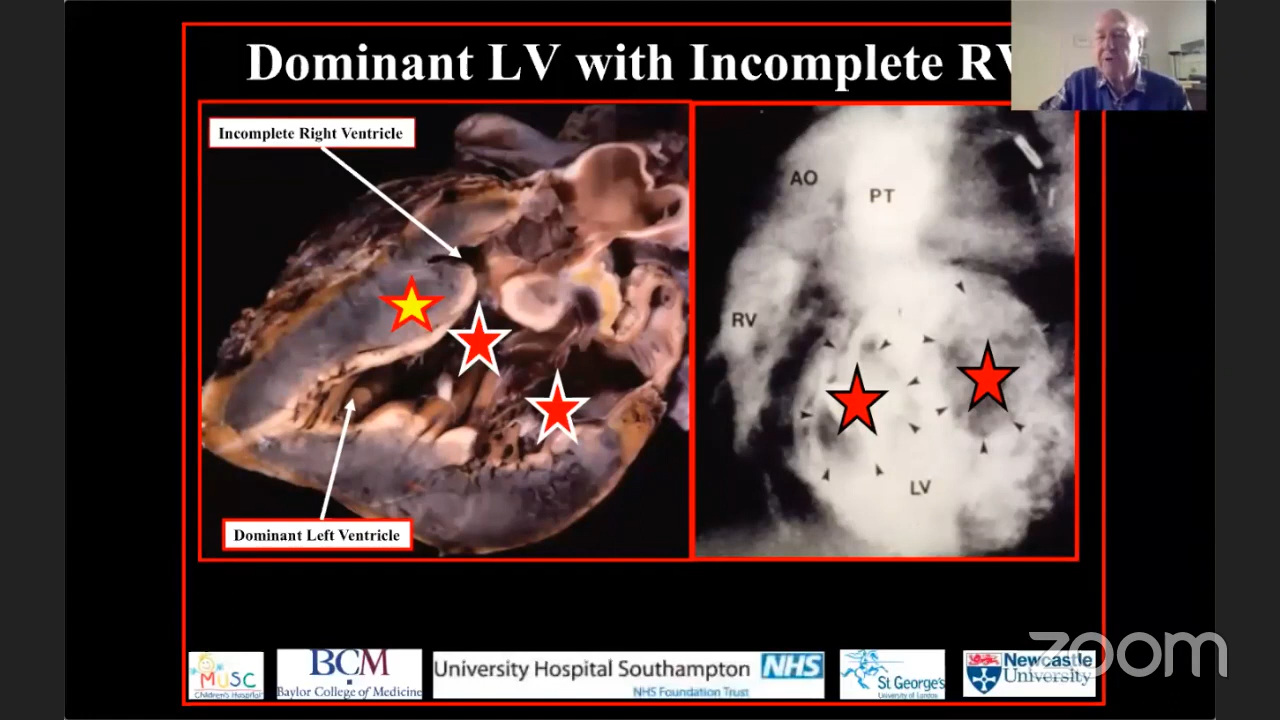 Dominant LV with Incomplete RV
Incomplete Right Ventricle
Dominant Left Ventricle
AO
PT
RV
LV
MUSC
Children's Hospital
BCM
Baylor College of Medicine
University Hospital Southampton NHS
NHS Foundation Trust
St George's
University of London
Newcastle
University
zoom